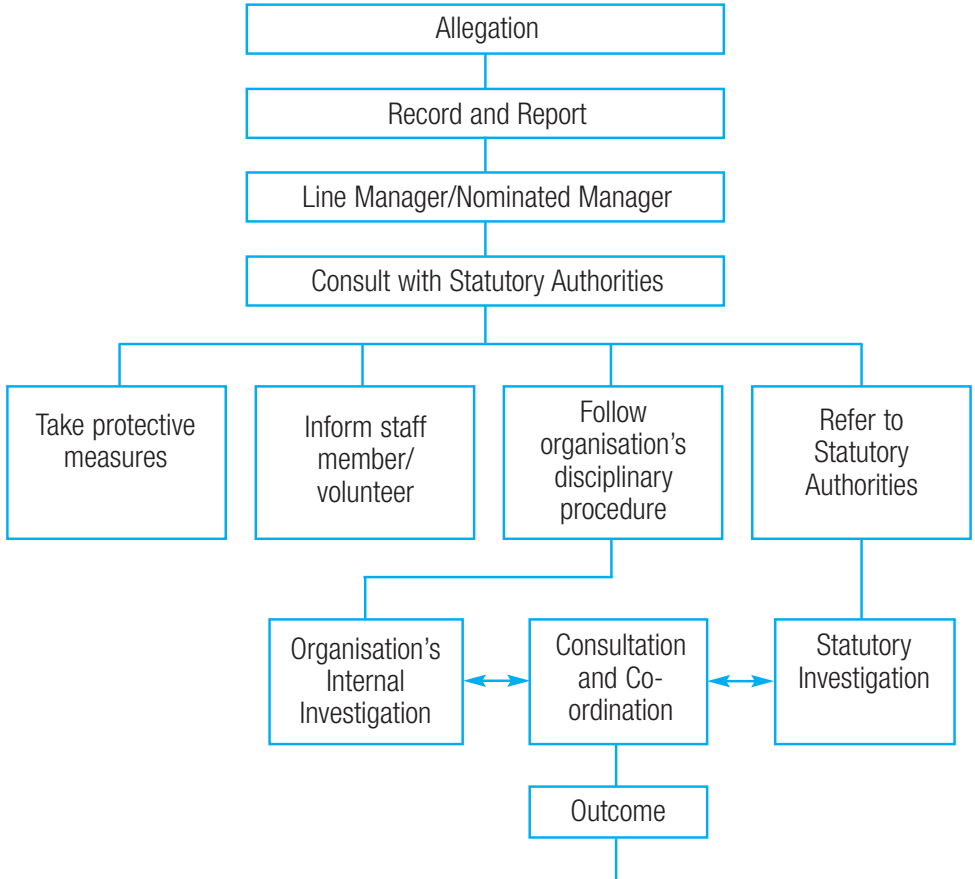 Allegation
Record and Report
Line Manager/Nominated Manager
Consult with Statutory Authorities
Take protective
measures
Inform staff
member/
volunteer
Follow
organisation’s
disciplinary
procedure
Refer to
Statutory
Authorities
Organisation’s
Internal
Investigation
Consultation
and Co-
ordination
Statutory
Investigation
Outcome